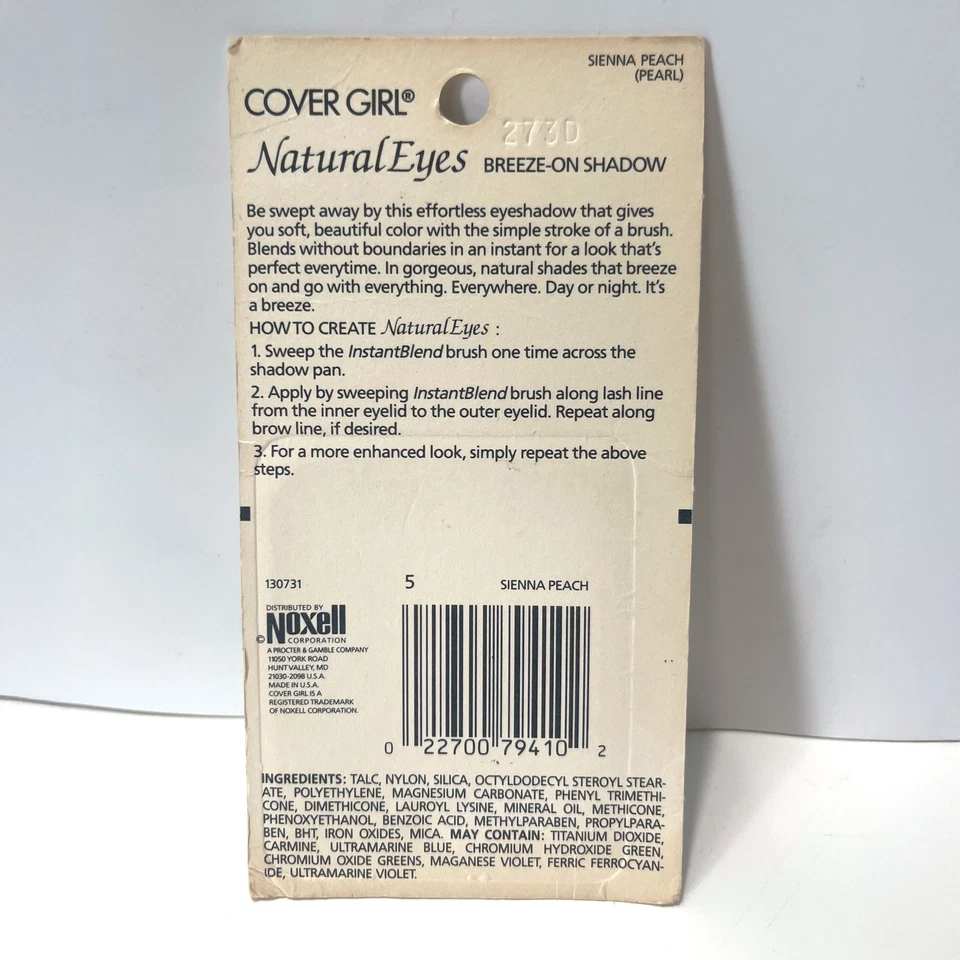 SIENNA PEACH
(PEARL)
COVER GIRL®
273D
Natural Eyes BREEZE-ON SHADOW
Be swept away by this effortless eyeshadow that gives
you soft, beautiful color with the simple stroke of a brush.
Blends without boundaries in an instant for a look that's
perfect everytime. In gorgeous, natural shades that breeze
on and go with everything. Everywhere. Day or night. It's
a breeze.
HOW TO CREATE Natural Eyes :
1. Sweep the InstantBlend brush one time across the
shadow pan.
2. Apply by sweeping InstantBlend brush along lash line
from the inner eyelid to the outer eyelid. Repeat along
brow line, if desired.
3. For a more enhanced look, simply repeat the above
steps.
130731 5 SIENNA PEACH
DISTRIBUTED BY
© Noxell
CORPORATION
A PROCTER & GAMBLE COMPANY
11050 YORK ROAD
HUNT VALLEY, MD
21030-2098 U.S.A.
MADE IN U.S.A.
COVER GIRL IS A
REGISTERED TRADEMARK
OF NOXELL CORPORATION.
0 22700 79410 2
INGREDIENTS: TALC, NYLON, SILICA, OCTYLDODECYL STEROYL STEAR-
ATE, POLYETHYLENE, MAGNESIUM CARBONATE, PHENYL TRIMETHI-
CONE, DIMETHICONE, LAUROYL LYSINE, MINERAL OIL, METHICONE,
PHENOXYETHANOL, BENZOIC ACID, METHYLPARABEN, PROPYLPARA-
BEN, BHT, IRON OXIDES, MICA. MAY CONTAIN: TITANIUM DIOXIDE,
CARMINE, ULTRAMARINE BLUE, CHROMIUM HYDROXIDE GREEN,
CHROMIUM OXIDE GREENS, MAGANESE VIOLET, FERRIC FERROCYAN-
IDE, ULTRAMARINE VIOLET.